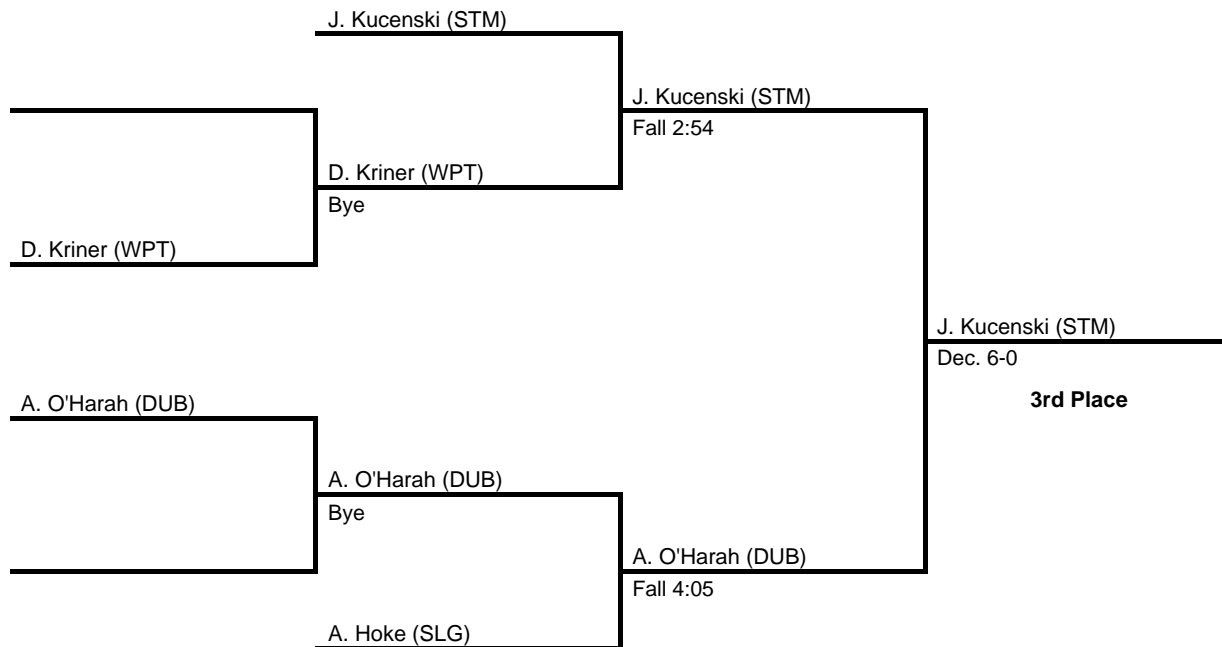 J. Kucenski (STM)
J. Kucenski (STM)
Fall 2:54
D. Kriner (WPT)
Bye
D. Kriner (WPT)
J. Kucenski (STM)
Dec. 6-0
3rd Place
A. O'Harah (DUB)
A. O'Harah (DUB)
Bye
A. O'Harah (DUB)
Fall 4:05
A. Hoke (SLG)